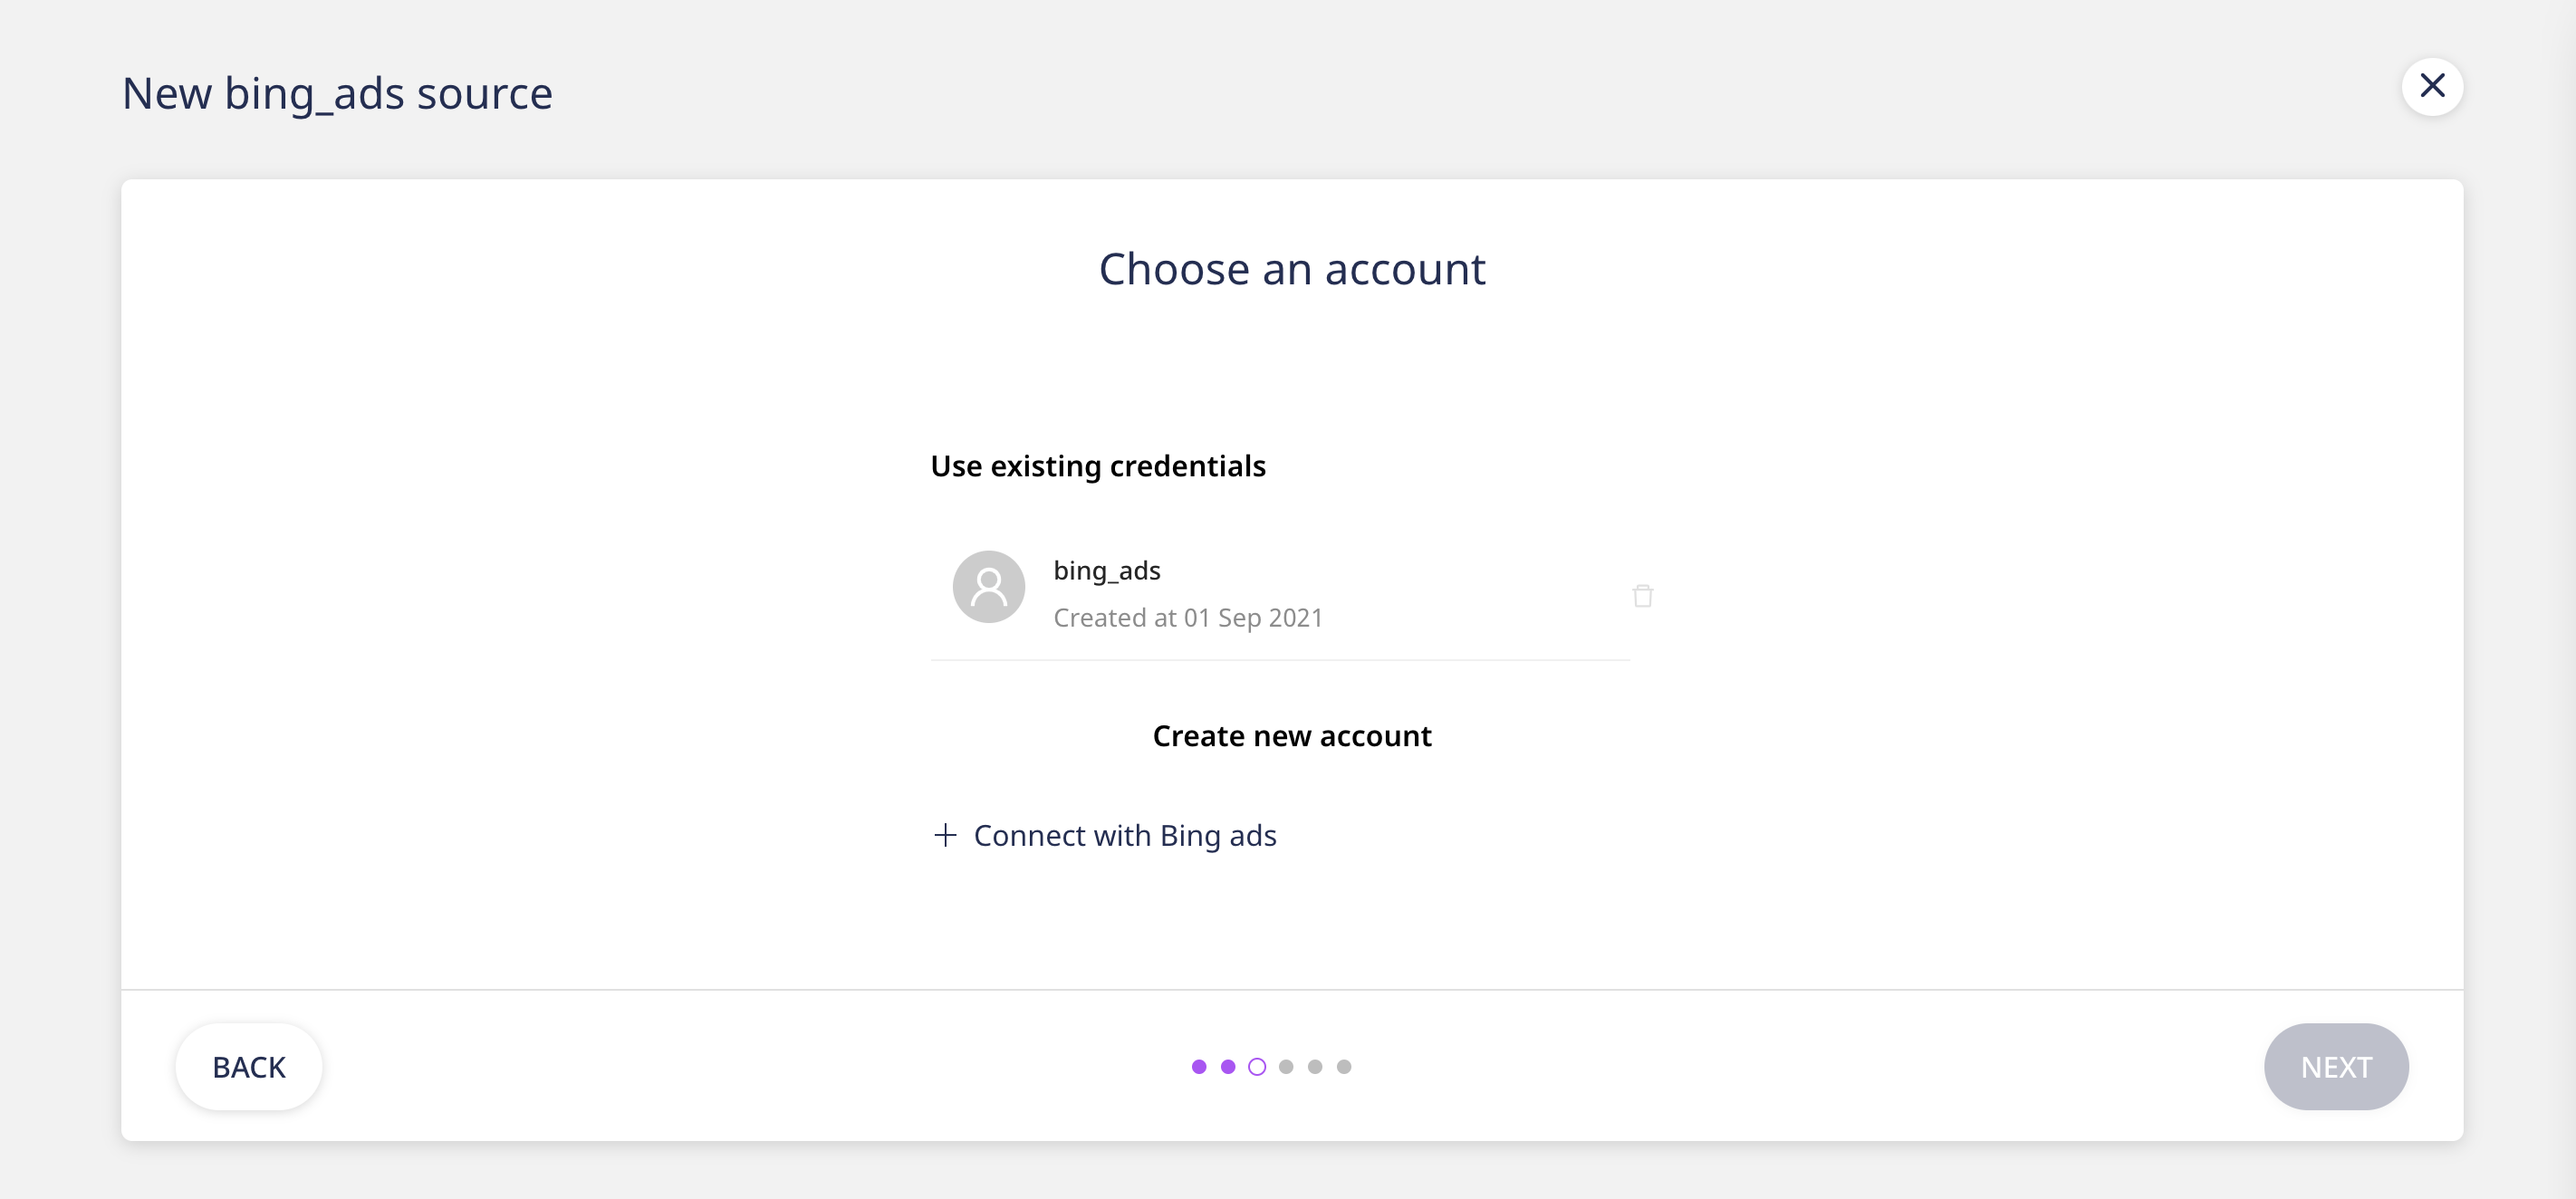 New bing_ads source
Choose an account
Use existing credentials
bing_ads
Created at 01 Sep 2021
Create new account
Connect with Bing ads
BACK
NEXT